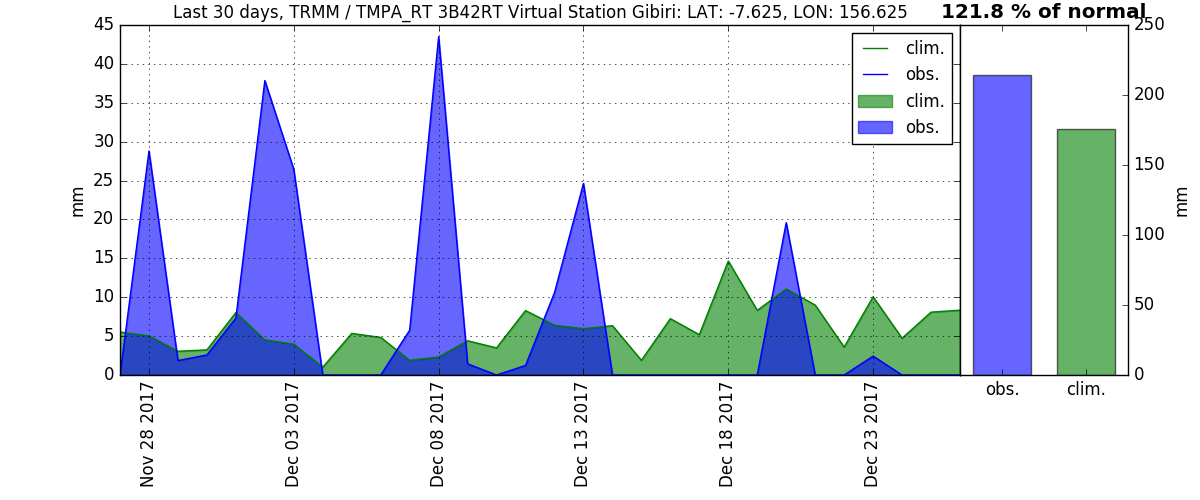 Last 30 days, TRMM / TMPA_RT 3B42RT Virtual Station Gibiri: LAT: -7.625, LON: 156.625
121.8 % of normal
45
40
35
30
25
20
15
10
5
0
mm
clim.
obs.
clim.
obs.
Nov 28 2017
Dec 03 2017
Dec 08 2017
Dec 13 2017
Dec 18 2017
Dec 23 2017
250
200
150
100
50
0
mm
obs.
clim.